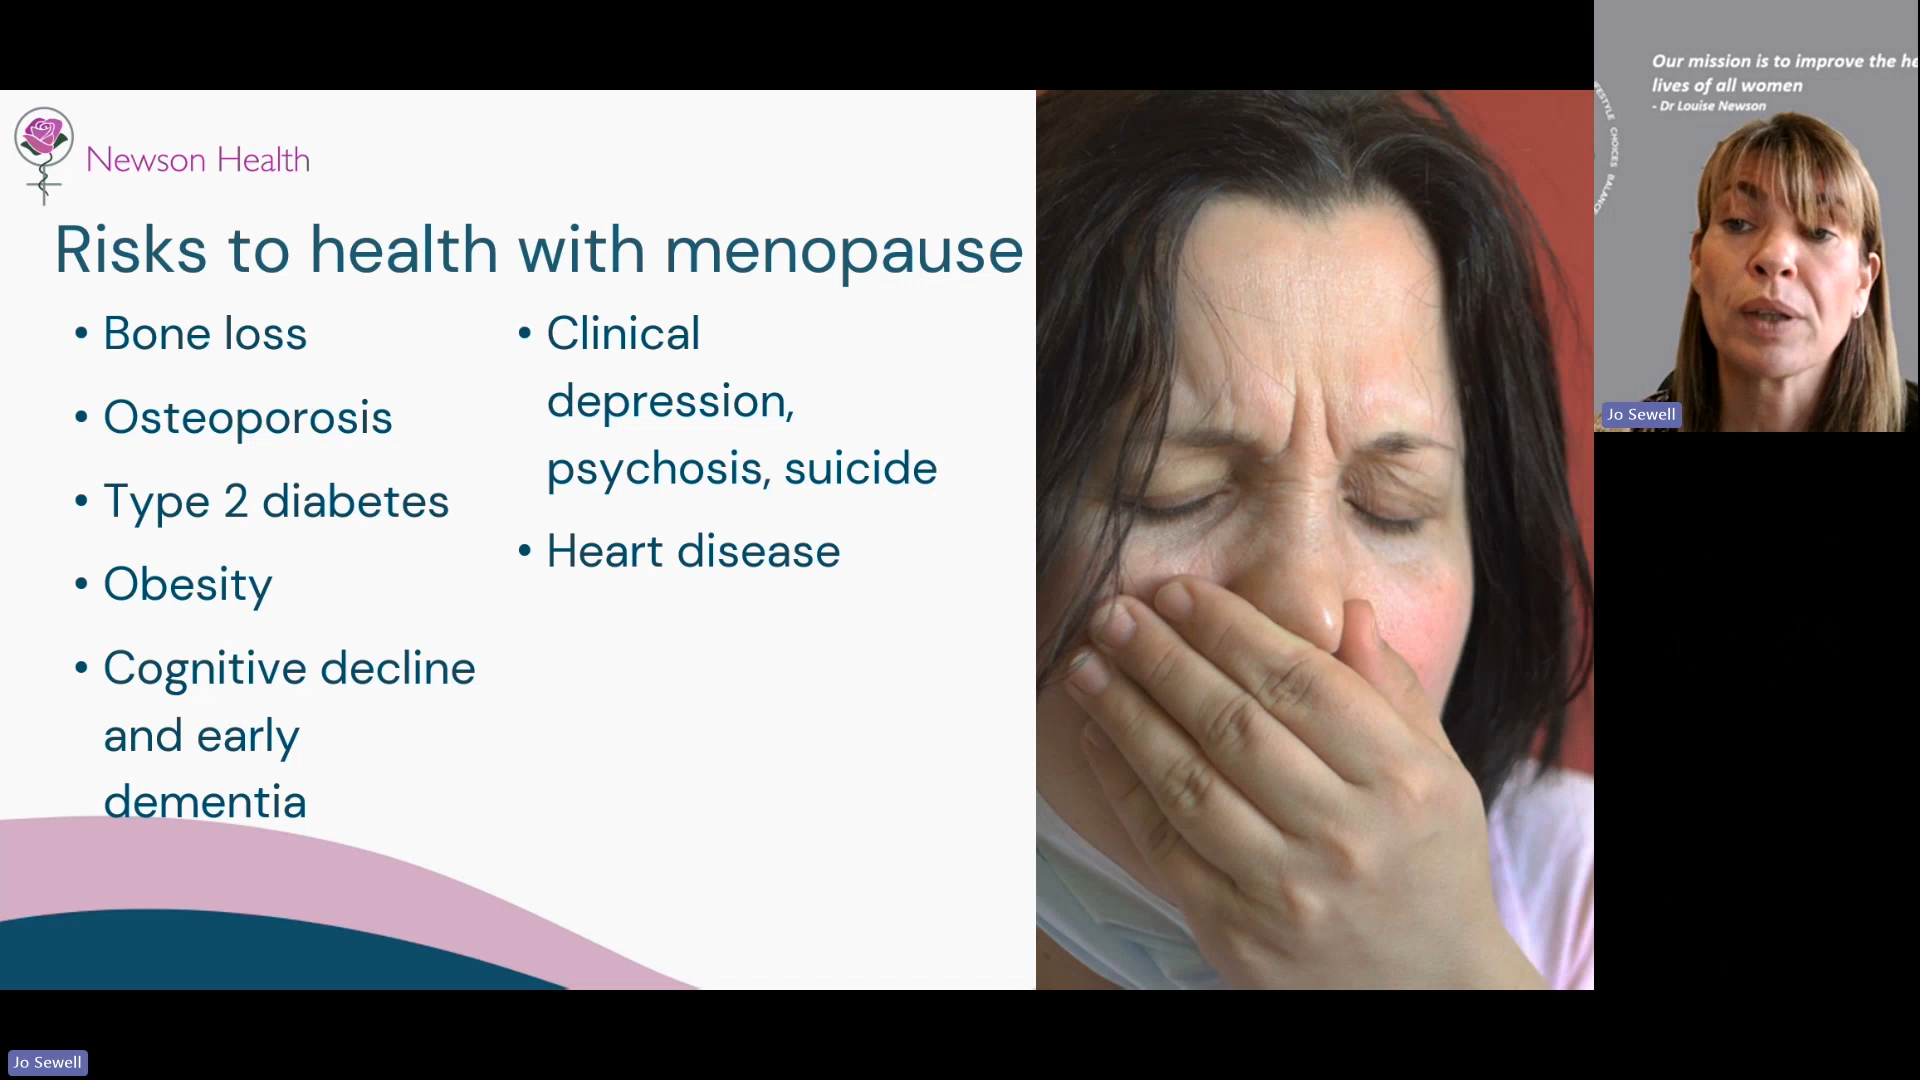 Newson Health
Risks to health with menopause
• Bone loss
• Osteoporosis
• Type 2 diabetes
• Obesity
• Cognitive decline
and early
dementia
• Clinical
depression,
psychosis, suicide
• Heart disease
Our mission is to improve the he
lives of all women
- Dr Louise Newson
CHOICES
Jo Sewell
Jo Sewell